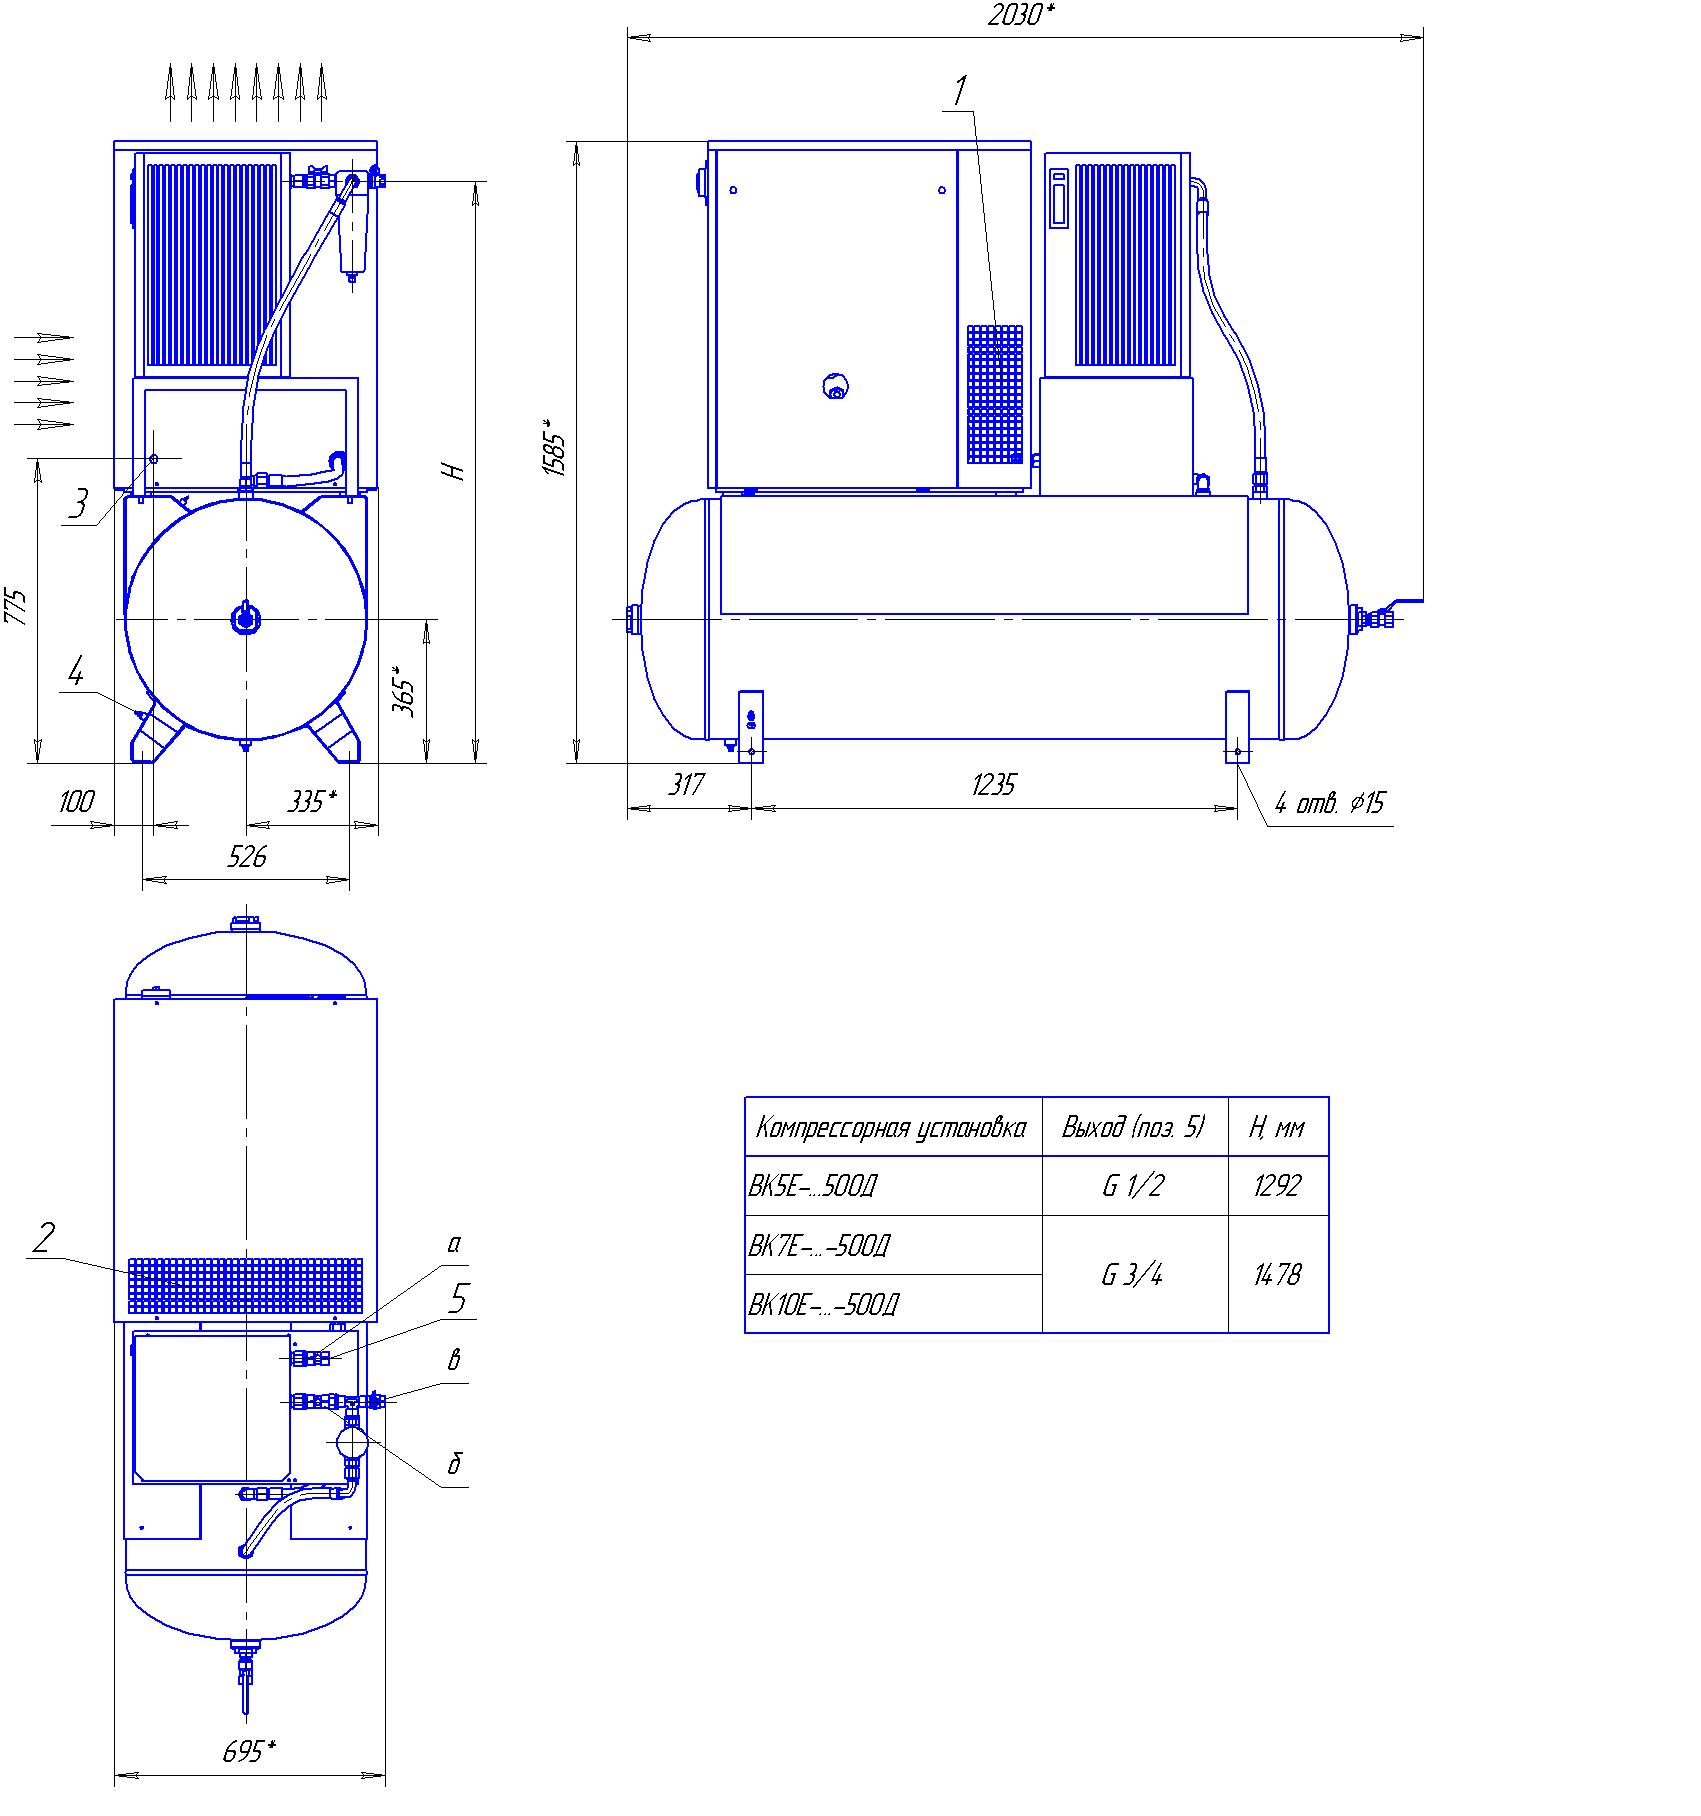 2030*
1
1585*
H
3
775
4
365*
100
335*
526
317
1235
4 отв. ϕ15
2
а
5
в
б
695*
Компрессорная установка
Выход (поз. 5)
Н, мм
ВК5Е-...500Д
G 1/2
1292
ВК7Е-...-500Д
G 3/4
1478
ВК10Е-...-500Д